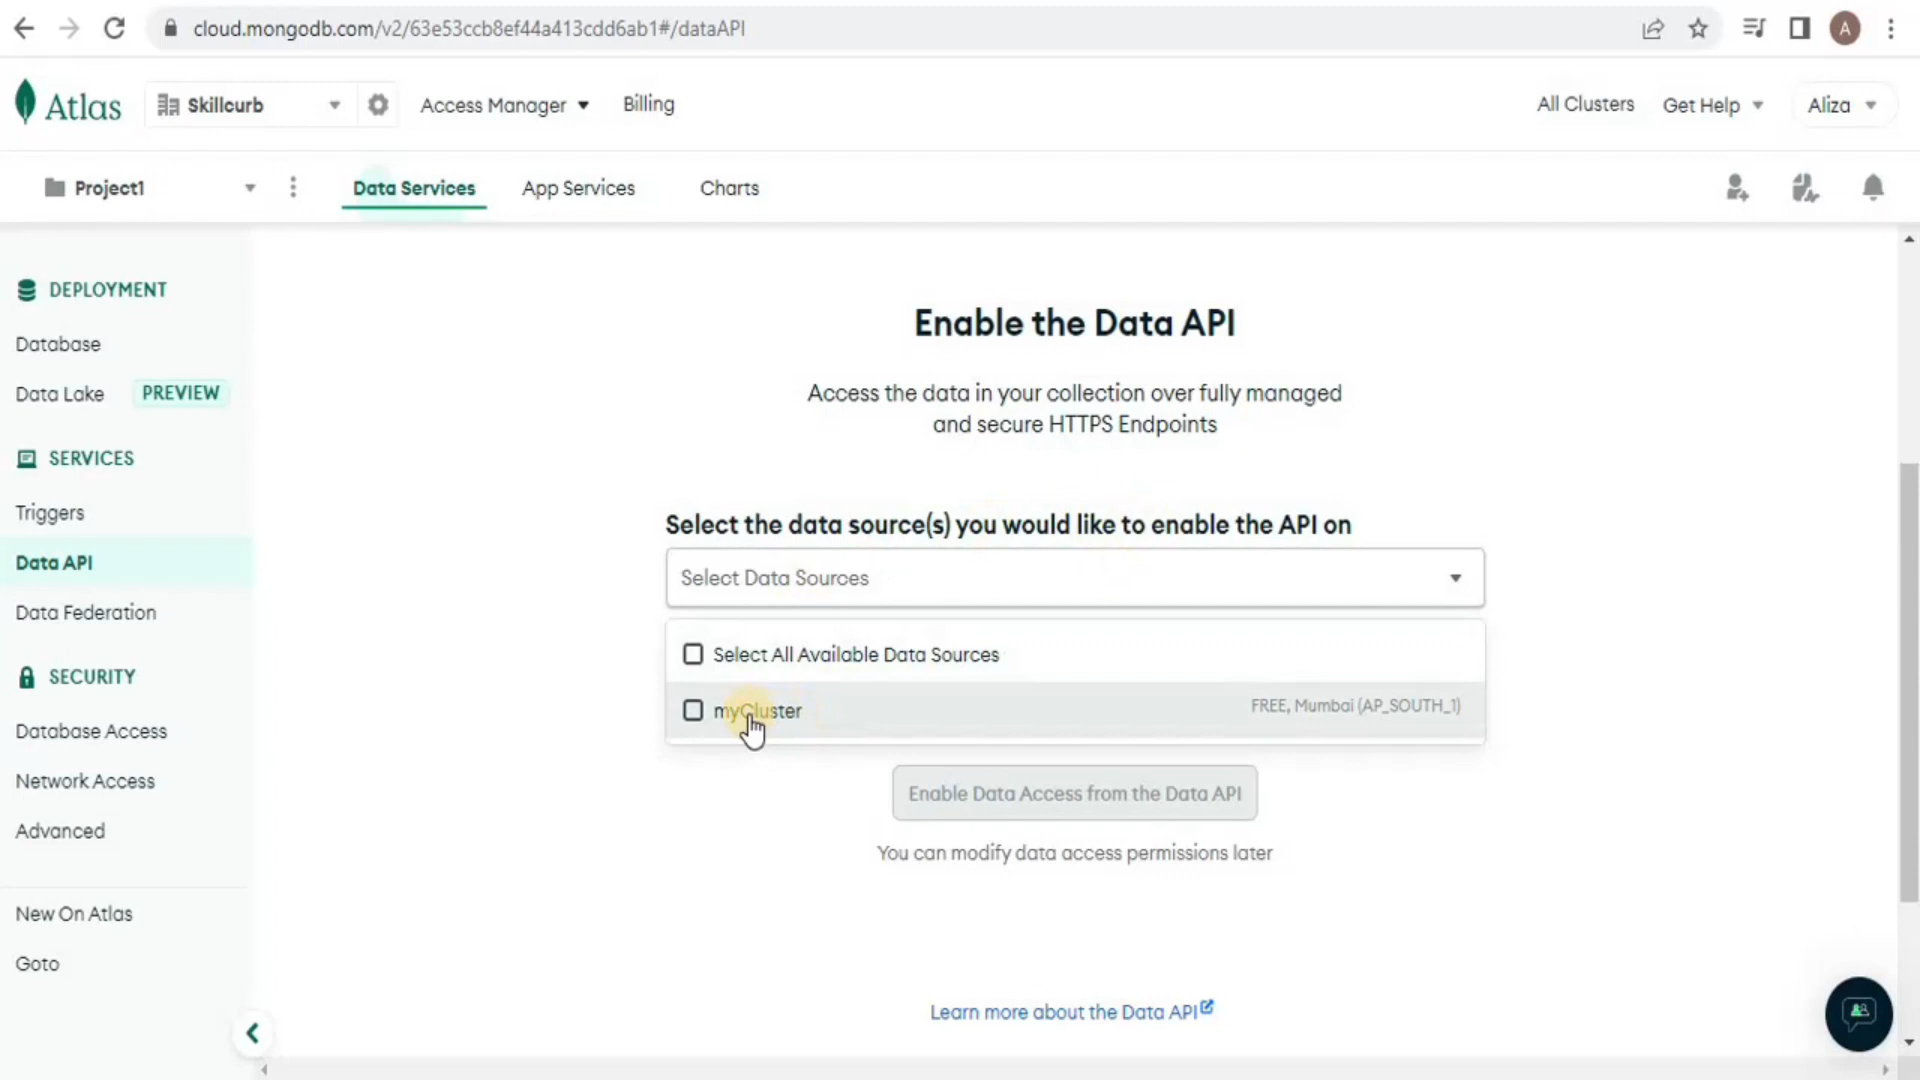 cloud.mongodb.com/v2/63e53ccb8ef44a413cdd6ab1#/dataAPI
A
Atlas
Skillcurb
Access Manager
Billing
All Clusters
Get Help
Aliza
Project1
Data Services
App Services
Charts
DEPLOYMENT
Database
Data Lake PREVIEW
SERVICES
Triggers
Data API
Data Federation
SECURITY
Database Access
Network Access
Advanced
New On Atlas
Goto
Enable the Data API
Access the data in your collection over fully managed
and secure HTTPS Endpoints
Select the data source(s) you would like to enable the API on
Select Data Sources
Select All Available Data Sources
myCluster FREE, Mumbai (AP_SOUTH_1)
Enable Data Access from the Data API
You can modify data access permissions later
Learn more about the Data API